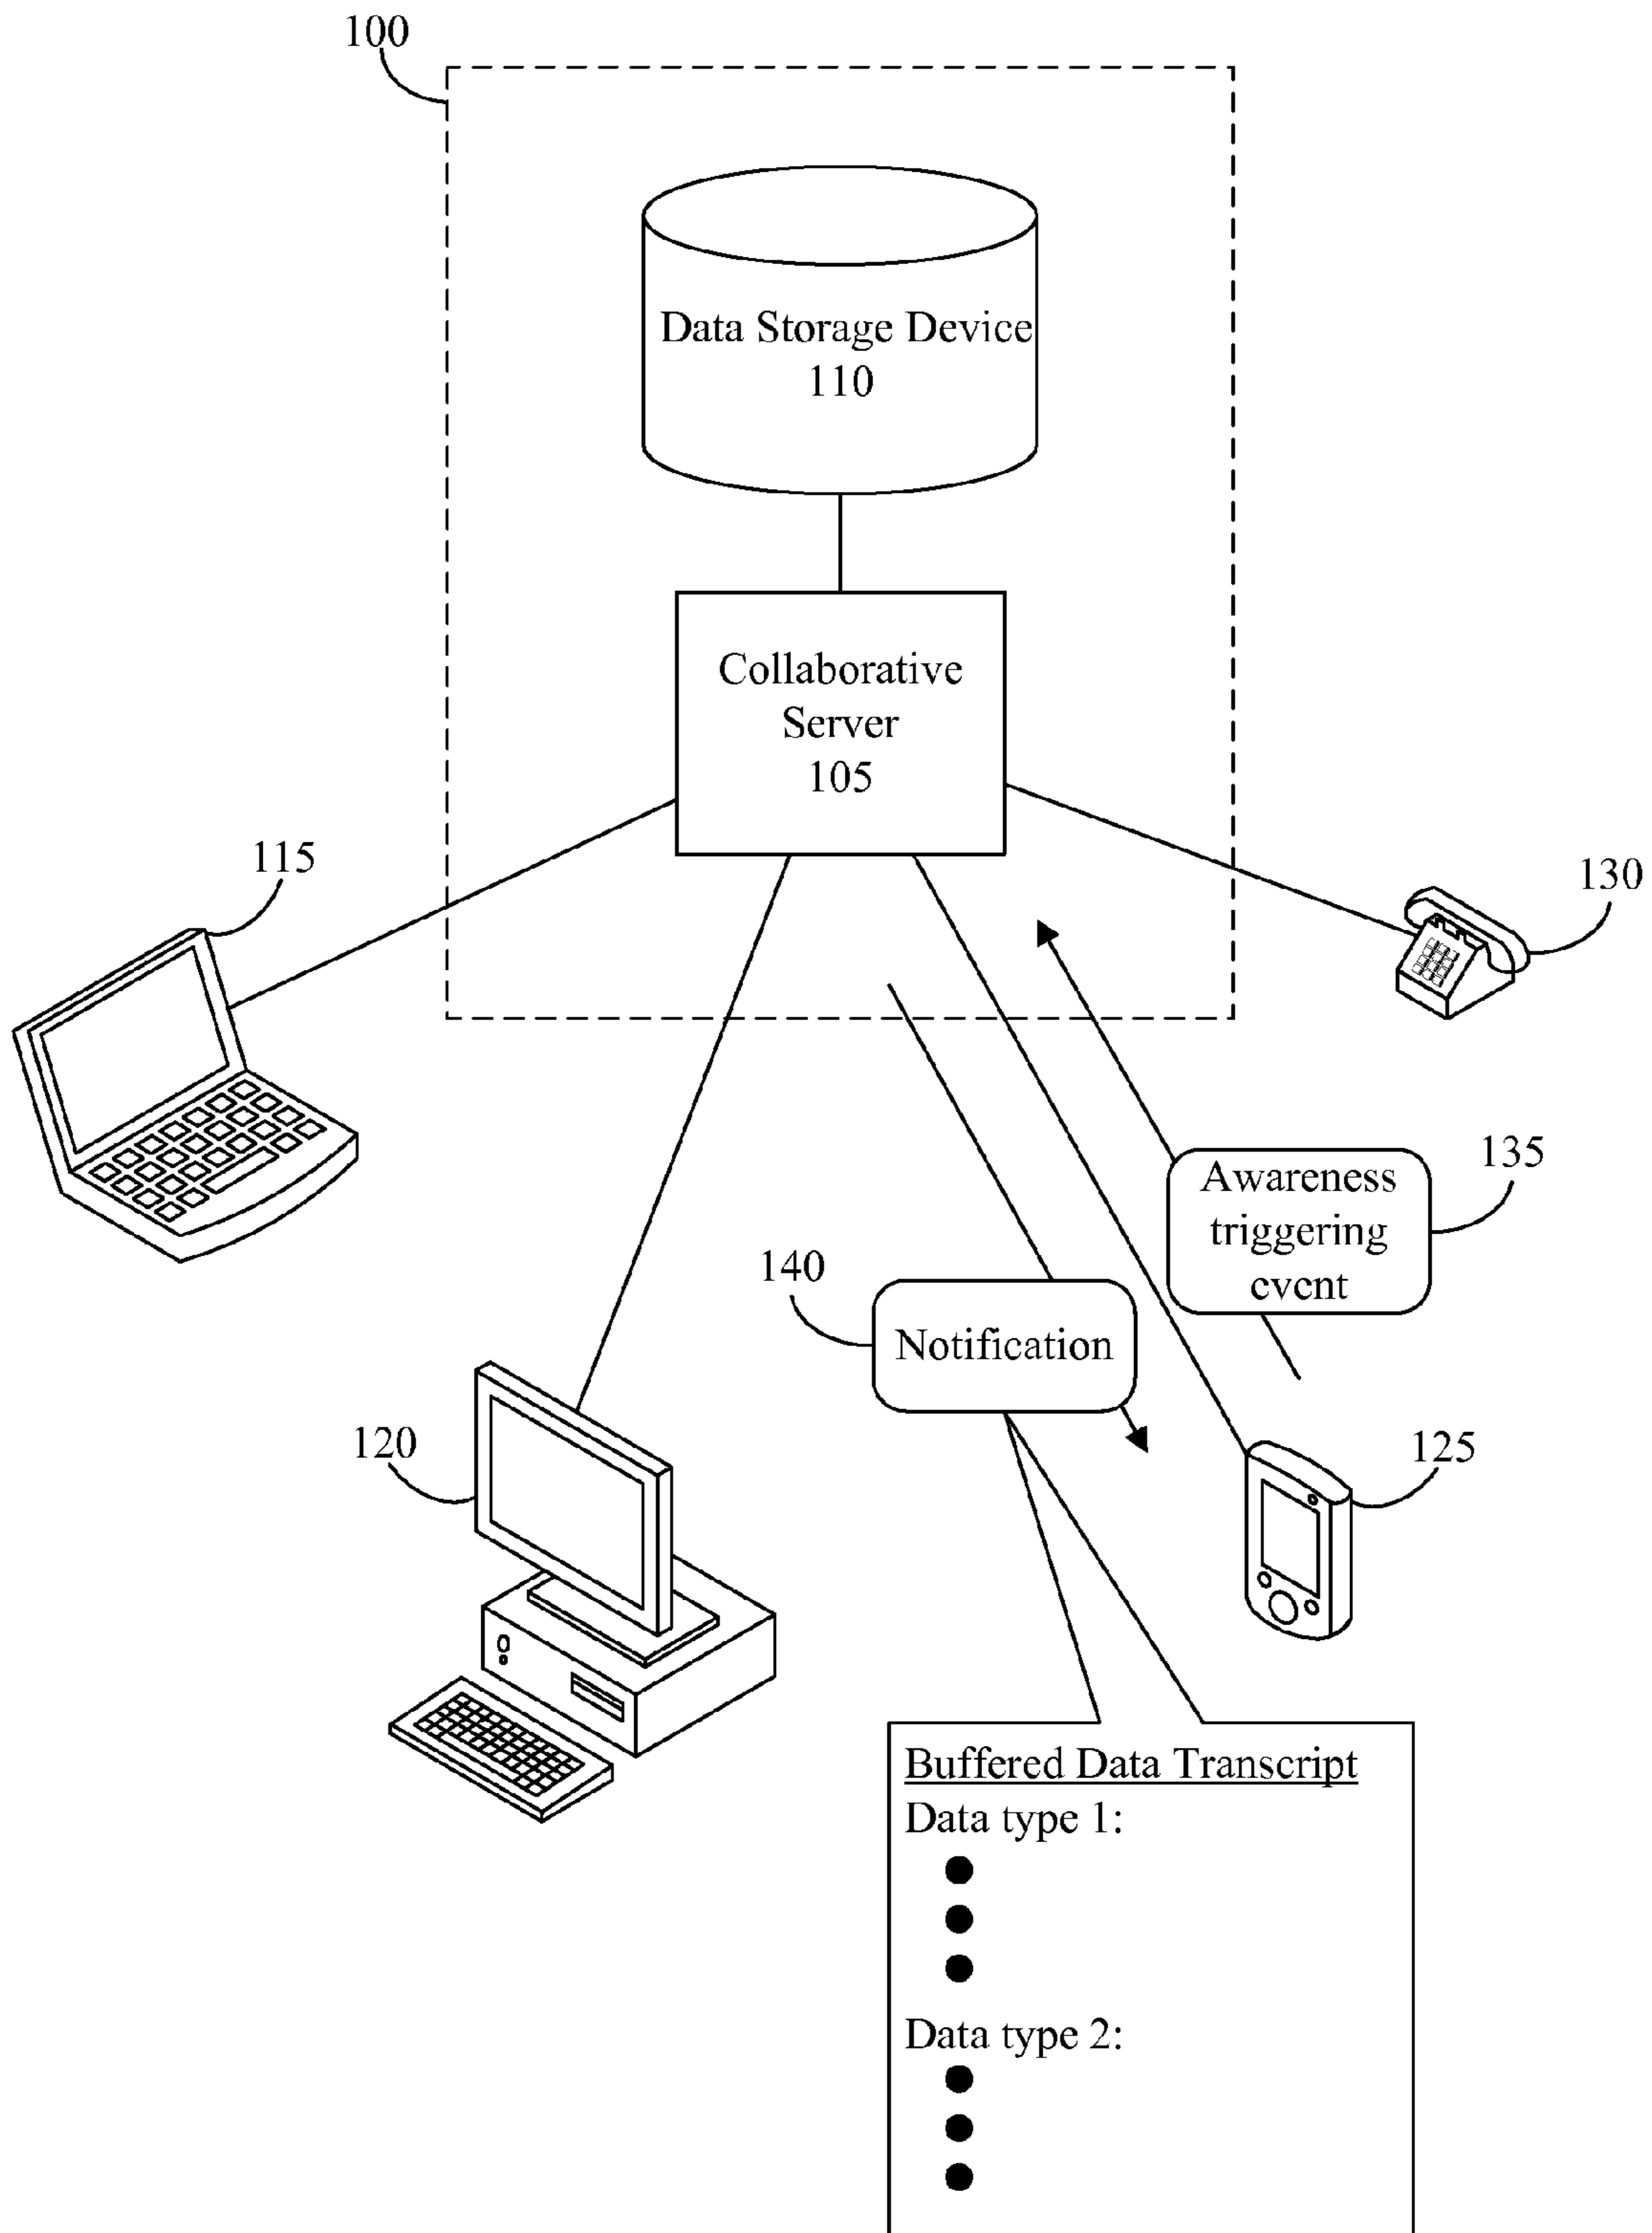 100
Data Storage Device
110
Collaborative
Server
105
115
130
Awareness
triggering
event
135
140
Notification
120
125
Buffered Data Transcript
Data type 1:
Data type 2: